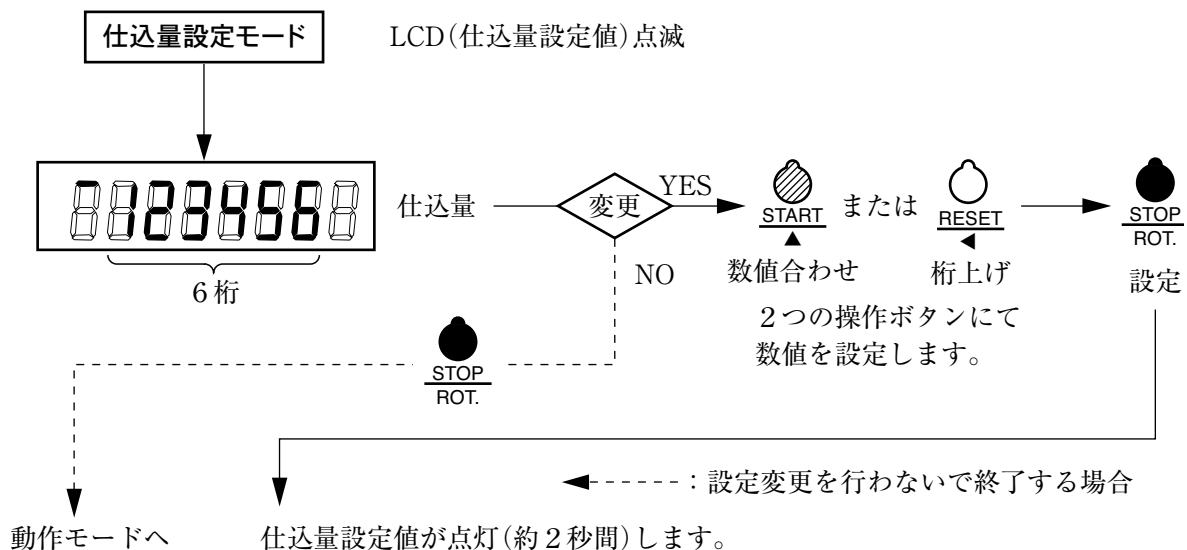 仕込量設定モード
LCD(仕込量設定値)点滅
123456
仕込量
変更
YES
START
▲
または
RESET
◀
STOP
ROT.
6桁
NO
数値合わせ
桁上げ
設定
2つの操作ボタンにて
数値を設定します。
STOP
ROT.
:設定変更を行わないで終了する場合
動作モードへ
仕込量設定値が点灯(約2秒間)します。